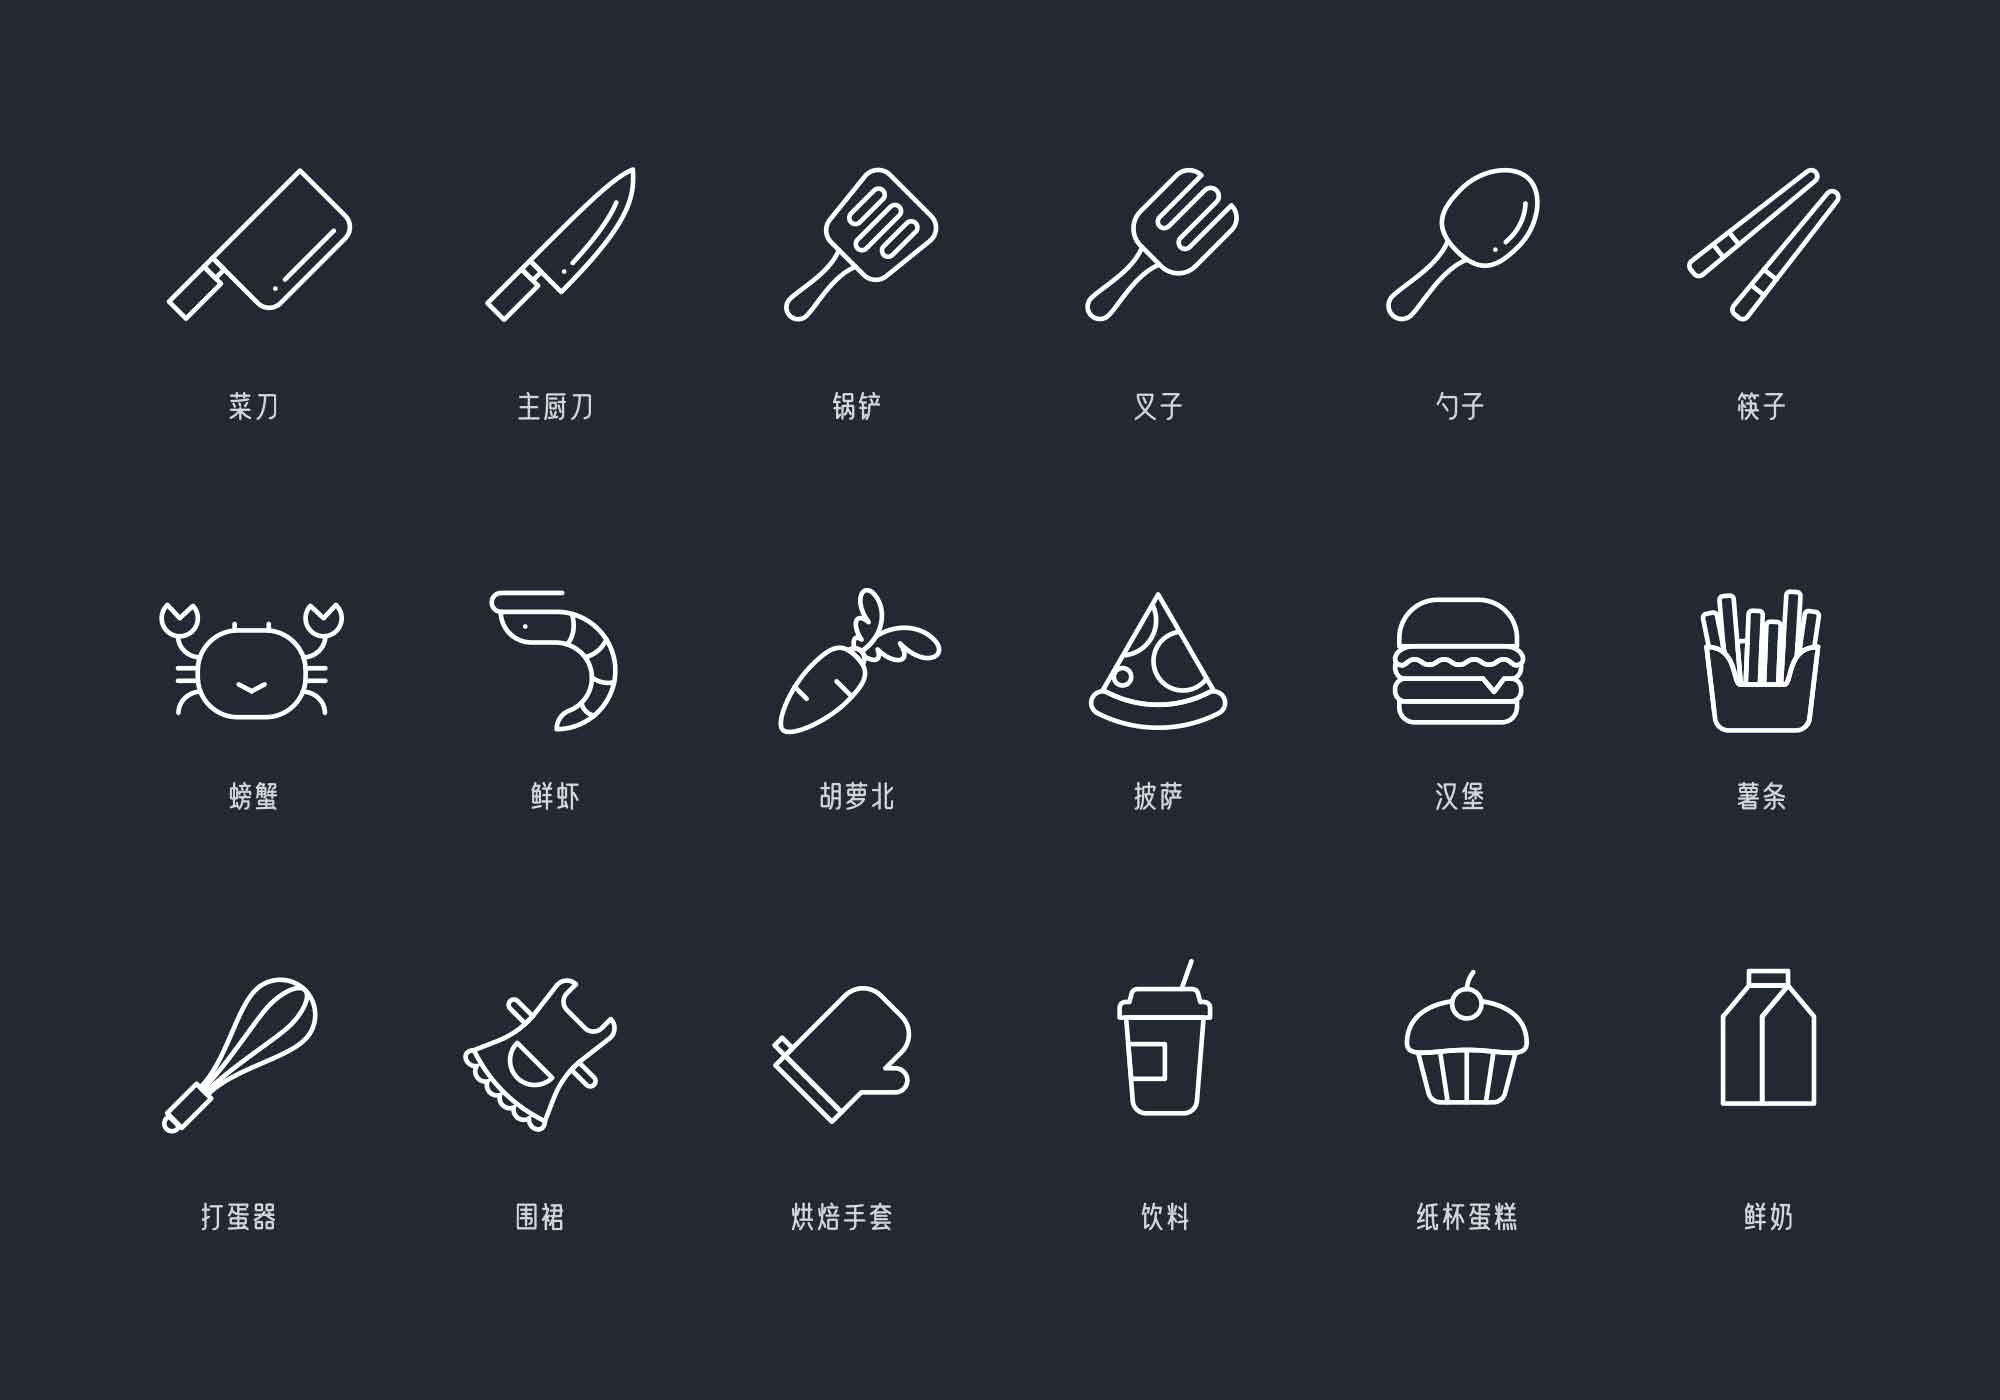 菜刀
主厨刀
锅铲
叉子
勺子
筷子
螃蟹
鲜虾
胡萝北
披萨
汉堡
薯条
打蛋器
围裙
烘焙手套
饮料
纸杯蛋糕
鲜奶